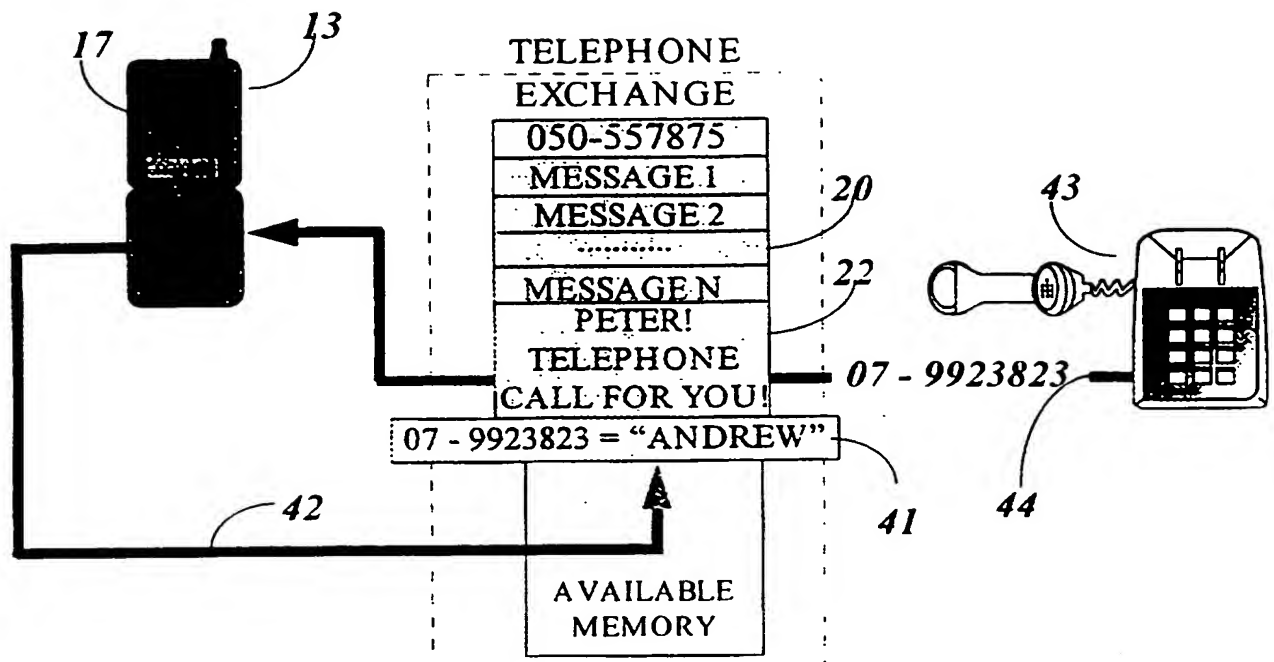 17
13
TELEPHONE
EXCHANGE
050-557875
MESSAGE 1
MESSAGE 2
..........
MESSAGE N
PETER!
TELEPHONE
CALL FOR YOU!
07 - 9923823 = “ANDREW”
AVAILABLE
MEMORY
20
22
43
07 - 9923823
44
41
42